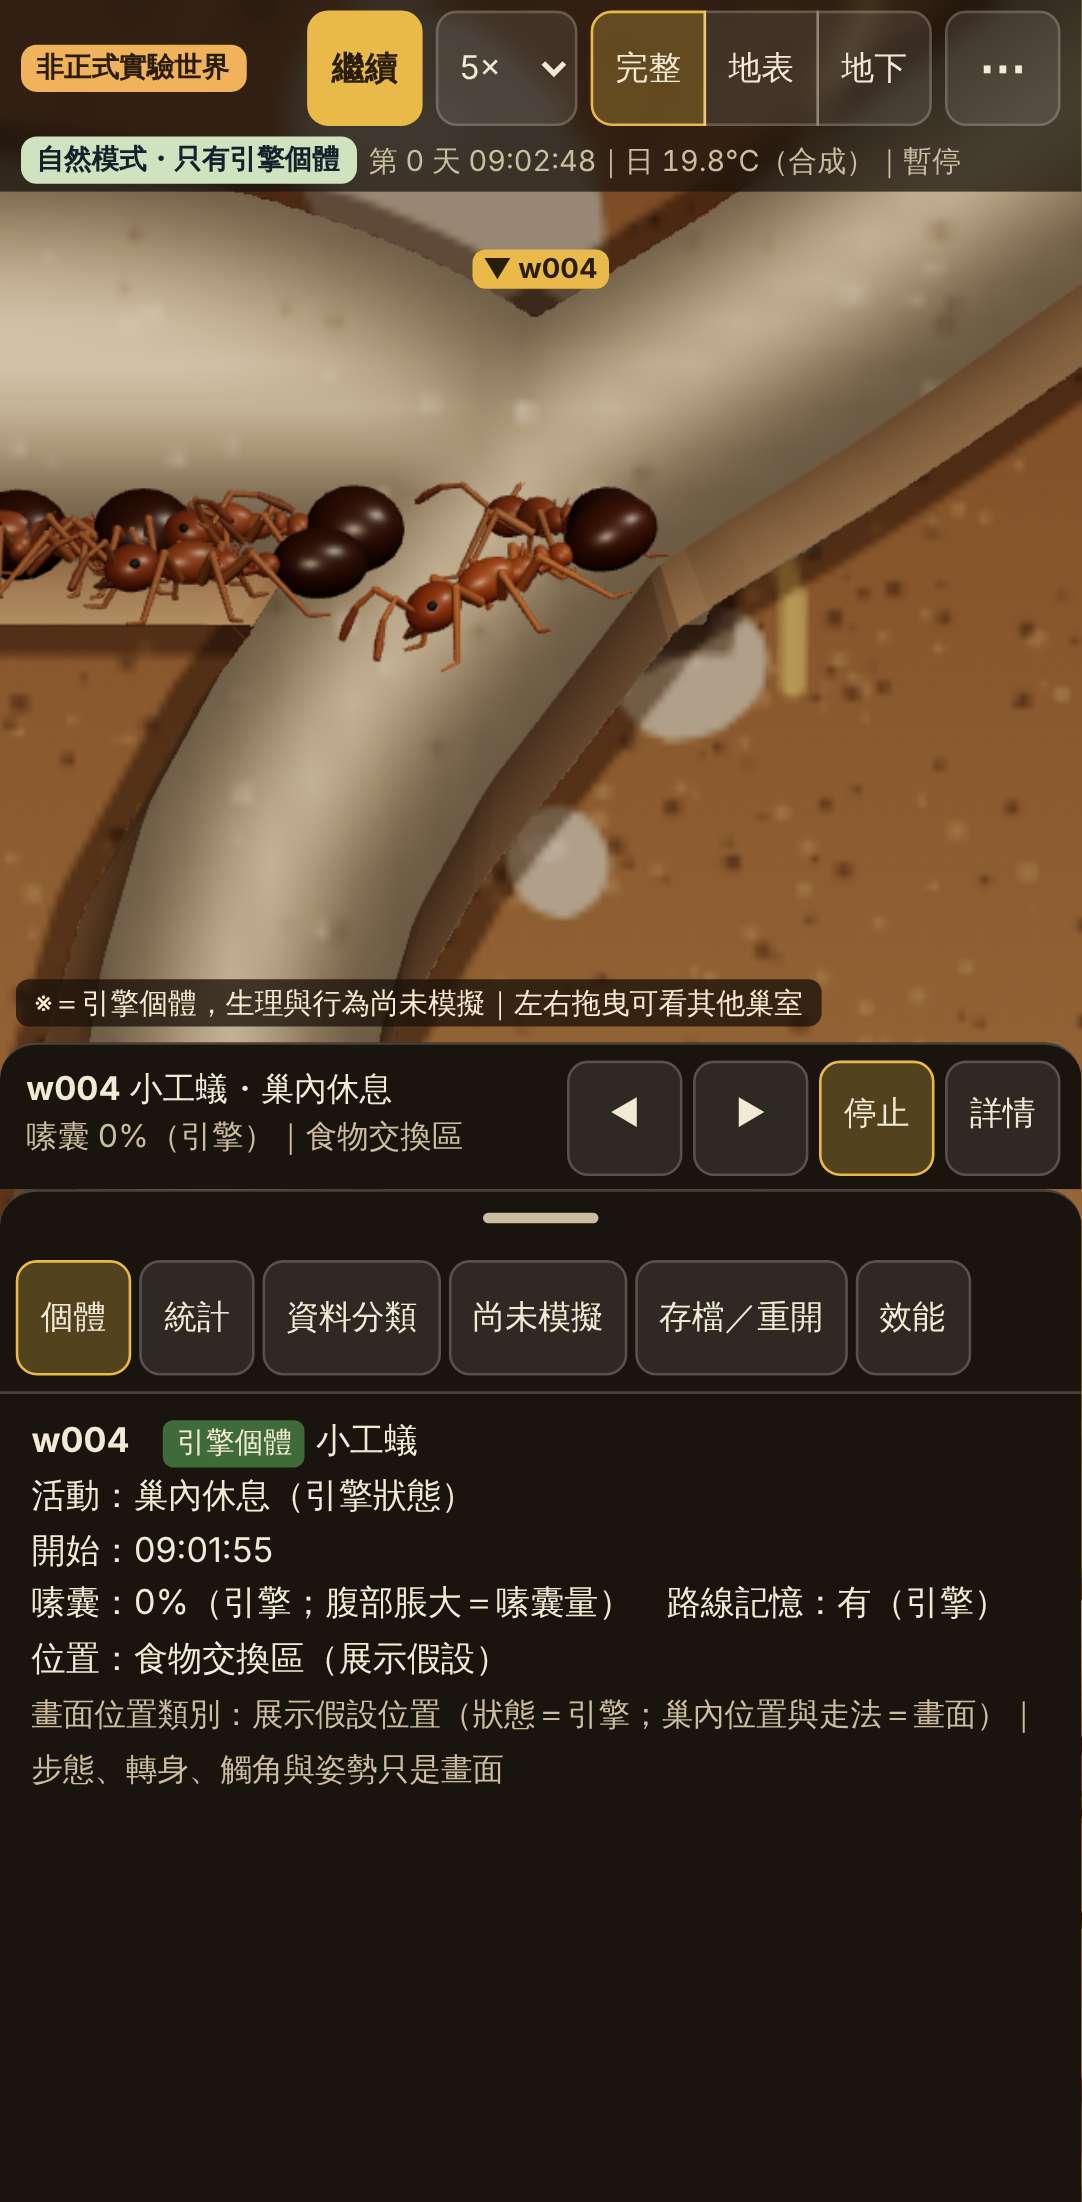 非正式實驗世界
繼續
5×
完整
地表
地下
⋯
自然模式・只有引擎個體
第 0 天 09:02:48｜日 19.8°C（合成）｜暫停
▼ w004
※＝引擎個體，生理與行為尚未模擬｜左右拖曳可看其他巢室
w004 小工蟻・巢內休息
嗉囊 0%（引擎）｜食物交換區
◀
▶
停止
詳情
個體
統計
資料分類
尚未模擬
存檔／重開
效能
w004 引擎個體 小工蟻
活動：巢內休息（引擎狀態）
開始：09:01:55
嗉囊：0%（引擎；腹部脹大＝嗉囊量） 路線記憶：有（引擎）
位置：食物交換區（展示假設）
畫面位置類別：展示假設位置（狀態＝引擎；巢內位置與走法＝畫面）｜
步態、轉身、觸角與姿勢只是畫面